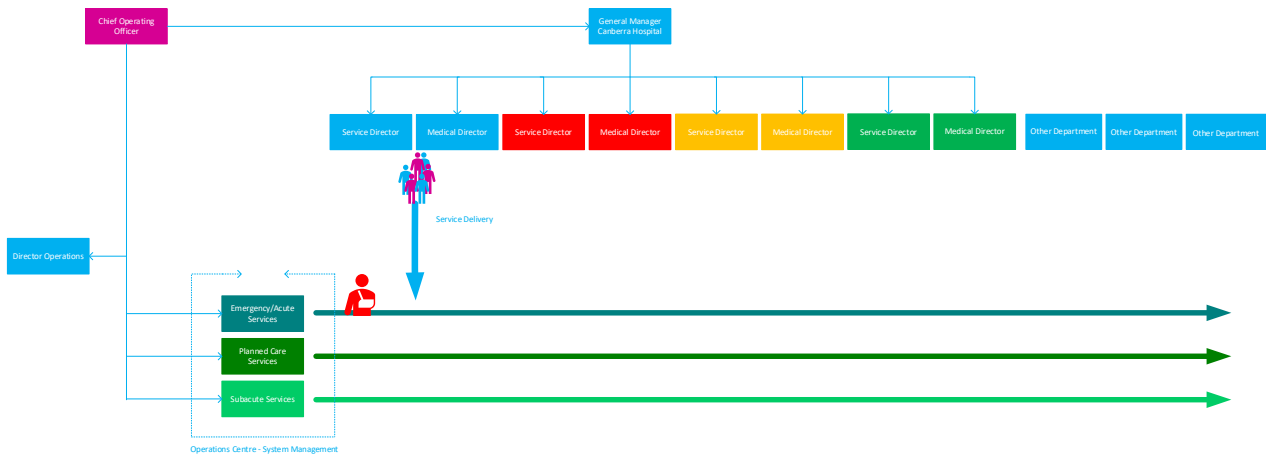 Chief Operating
Officer
General Manager
Canberra Hospital
Service Director
Medical Director
Service Director
Medical Director
Service Director
Medical Director
Service Director
Medical Director
Other Department
Other Department
Other Department
Service Delivery
Director Operations
Emergency/Acute
Services
Planned Care
Services
Subacute Services
Operations Centre - System Management